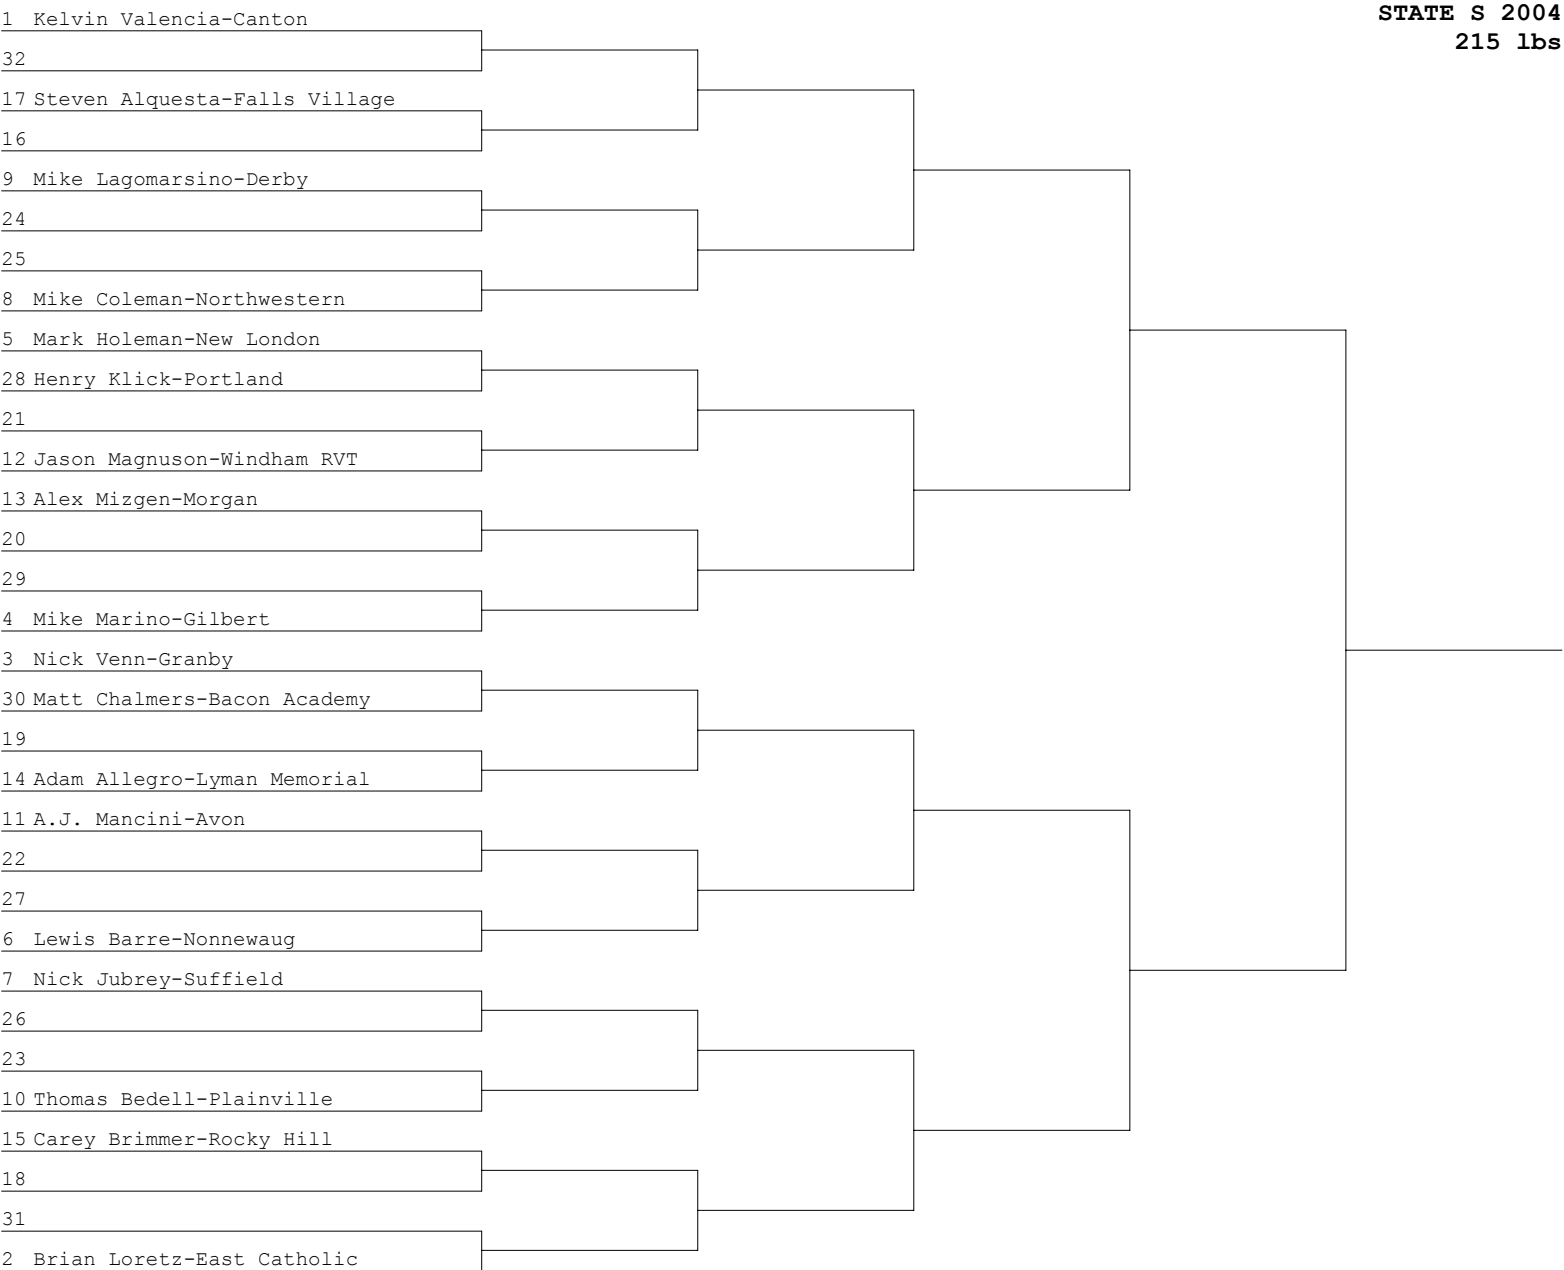 STATE S 2004
215 lbs
1 Kelvin Valencia-Canton
32
17 Steven Alquesta-Falls Village
16
9 Mike Lagomarsino-Derby
24
25
8 Mike Coleman-Northwestern
5 Mark Holeman-New London
28 Henry Klick-Portland
21
12 Jason Magnuson-Windham RVT
13 Alex Mizgen-Morgan
20
29
4 Mike Marino-Gilbert
3 Nick Venn-Granby
30 Matt Chalmers-Bacon Academy
19
14 Adam Allegro-Lyman Memorial
11 A.J. Mancini-Avon
22
27
6 Lewis Barre-Nonnewaug
7 Nick Jubrey-Suffield
26
23
10 Thomas Bedell-Plainville
15 Carey Brimmer-Rocky Hill
18
31
2 Brian Loretz-East Catholic